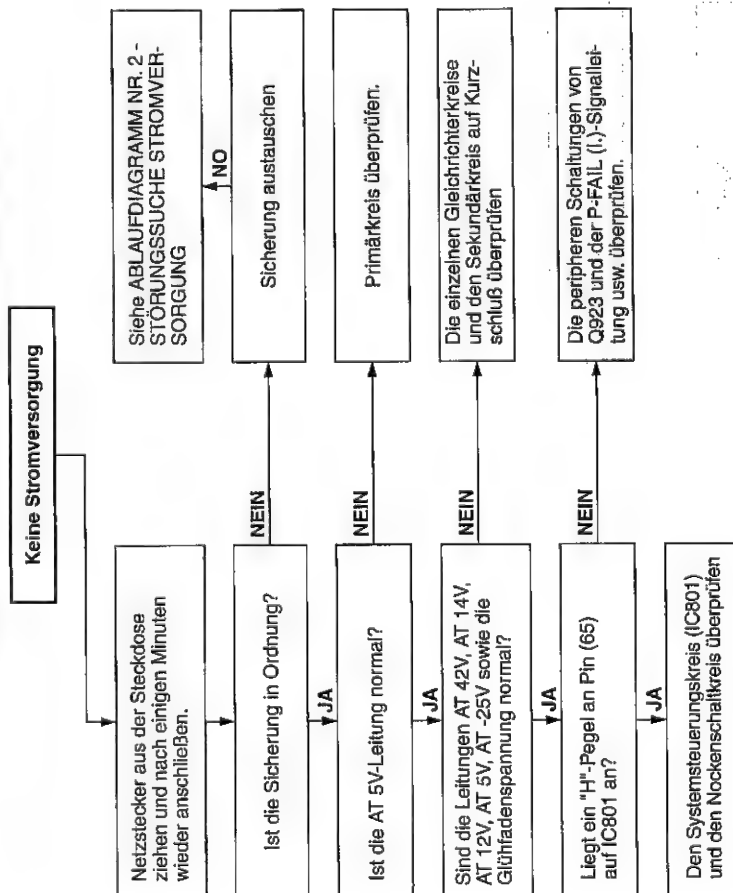 Keine Stromversorgung
Netzstecker aus der Steckdose
ziehen und nach einigen Minuten
wieder anschließen.
Ist die Sicherung in Ordnung?
NEIN
Sicherung austauschen
NO
Siehe ABLAUFDIAGRAMM NR. 2 -
STÖRUNGSSUCHE STROMVER-
SORGUNG
JA
Ist die AT 5V-Leitung normal?
NEIN
Primärkreis überprüfen.
JA
Sind die Leitungen AT 42V, AT 14V,
AT 12V, AT 5V, AT -25V sowie die
Glühfadenspannung normal?
NEIN
Die einzelnen Gleichrichterkreise
und den Sekundärkreis auf Kurz-
schluß überprüfen
JA
Liegt ein "H"-Pegel an Pin (65)
auf IC801 an?
NEIN
Die peripheren Schaltungen von
Q923 und der P-FAIL (l.)-Signallei-
tung usw. überprüfen.
JA
Den Systemsteuerungskreis (IC801)
und den Nockenschaltkreis überprüfen